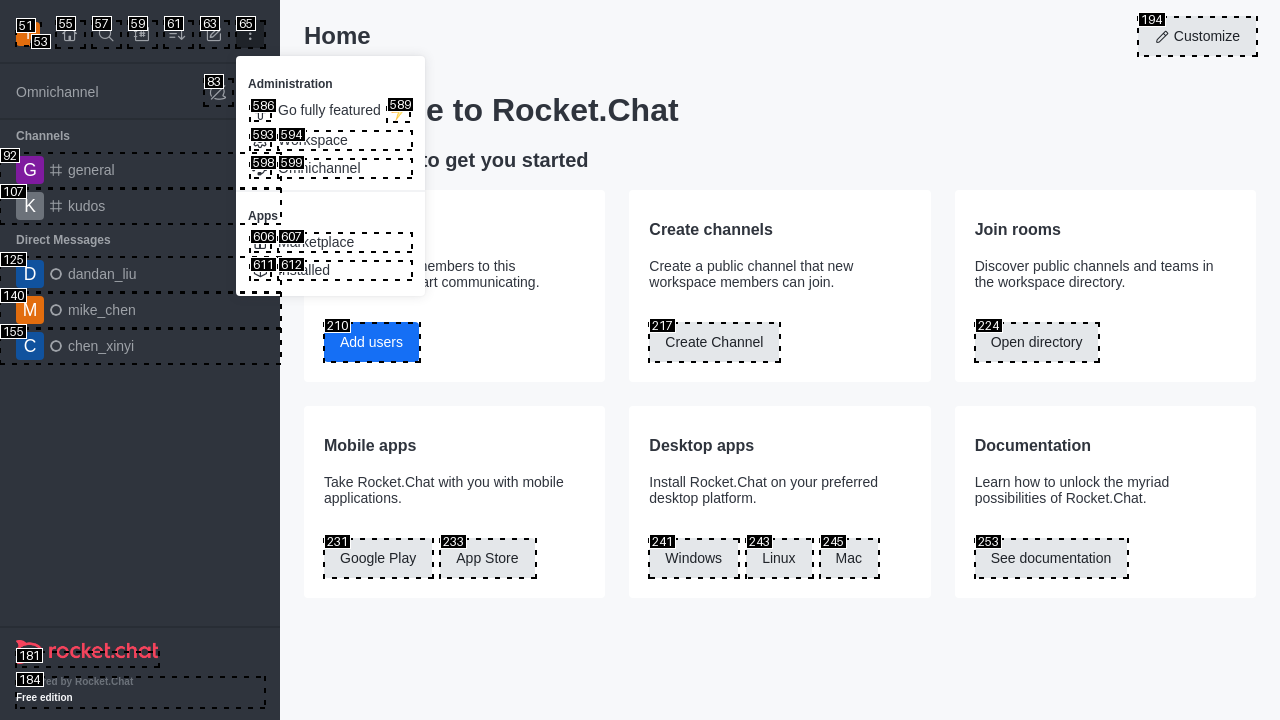 51
53
55
57
59
61
63
65
Home
194
Customize
Omnichannel
83
Administration
586
Go fully featured
589
593
594
Workspace
598
599
Omnichannel
Apps
606
607
Marketplace
611
612
Installed
e to Rocket.Chat
to get you started
Channels
92
G
general
107
K
kudos
Direct Messages
125
D
dandan_liu
140
M
mike_chen
155
C
chen_xinyi
embers to this
art communicating.
210
Add users
Create channels
Create a public channel that new
workspace members can join.
217
Create Channel
Join rooms
Discover public channels and teams in
the workspace directory.
224
Open directory
Mobile apps
Take Rocket.Chat with you with mobile
applications.
231
Google Play
233
App Store
Desktop apps
Install Rocket.Chat on your preferred
desktop platform.
241
Windows
243
Linux
245
Mac
Documentation
Learn how to unlock the myriad
possibilities of Rocket.Chat.
253
See documentation
181
rocket.chat
184
ed by Rocket.Chat
Free edition